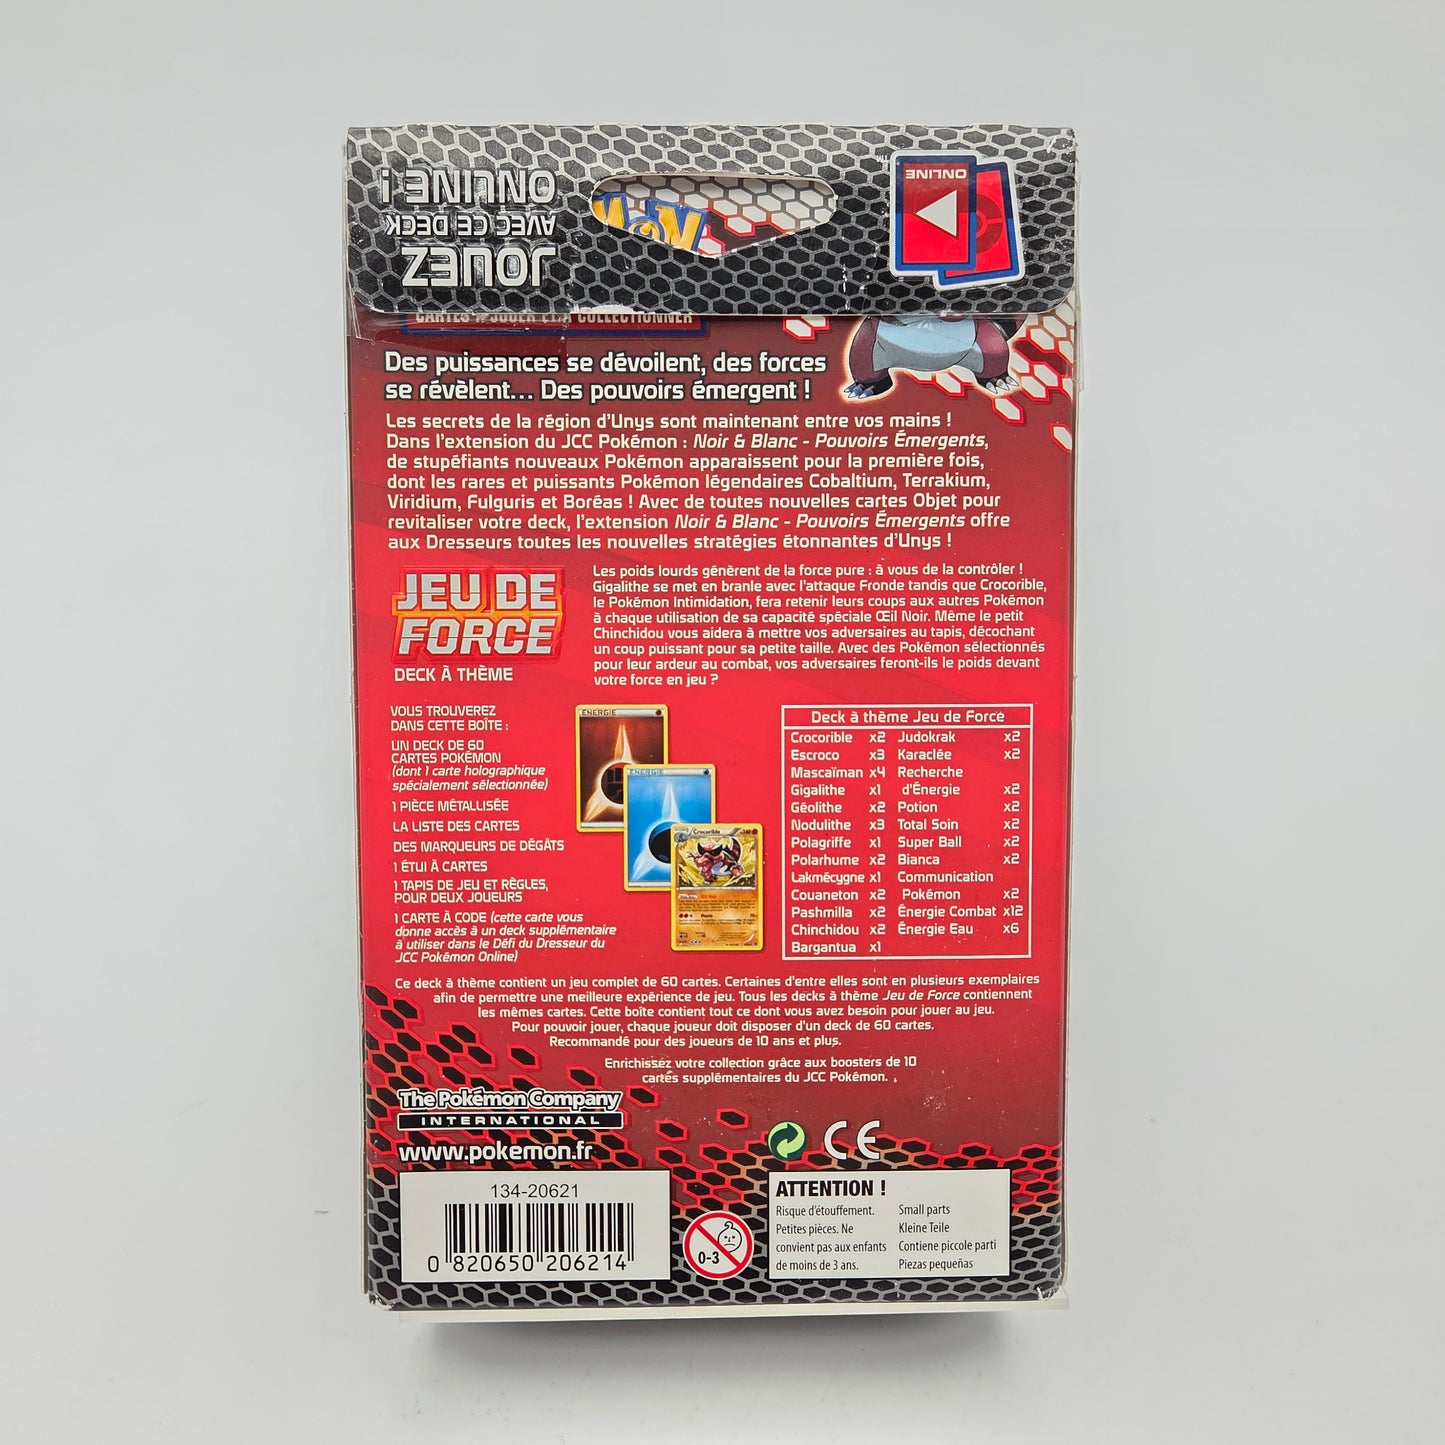 JOUEZ
AVEC CE DECK
ONLINE !
ONLINE
TM
CARTES À JOUER ET À COLLECTIONNER
Des puissances se dévoilent, des forces
se révèlent... Des pouvoirs émergent !
Les secrets de la région d'Unys sont maintenant entre vos mains !
Dans l'extension du JCC Pokémon : Noir & Blanc - Pouvoirs Émergents,
de stupéfiants nouveaux Pokémon apparaissent pour la première fois,
dont les rares et puissants Pokémon légendaires Cobaltium, Terrakium,
Viridium, Fulguris et Boréas ! Avec de toutes nouvelles cartes Objet pour
revitaliser votre deck, l'extension Noir & Blanc - Pouvoirs Émergents offre
aux Dresseurs toutes les nouvelles stratégies étonnantes d'Unys !
JEU DE
FORCE
DECK À THÈME
Les poids lourds génèrent de la force pure : à vous de la contrôler !
Gigalithe se met en branle avec l'attaque Fronde tandis que Crocorible,
le Pokémon Intimidation, fera retenir leurs coups aux autres Pokémon
à chaque utilisation de sa capacité spéciale Œil Noir. Même le petit
Chinchidou vous aidera à mettre vos adversaires au tapis, décochant
un coup puissant pour sa petite taille. Avec des Pokémon sélectionnés
pour leur ardeur au combat, vos adversaires feront-ils le poids devant
votre force en jeu ?
VOUS TROUVEREZ
DANS CETTE BOÎTE :
UN DECK DE 60
CARTES POKÉMON
(dont 1 carte holographique
spécialement sélectionnée)
1 PIÈCE MÉTALLISÉE
LA LISTE DES CARTES
DES MARQUEURS DE DÉGÂTS
1 ÉTUI À CARTES
1 TAPIS DE JEU ET RÈGLES,
POUR DEUX JOUEURS
1 CARTE À CODE (cette carte vous
donne accès à un deck supplémentaire
à utiliser dans le Défi du Dresseur du
JCC Pokémon Online)
ÉNERGIE
ÉNERGIE
Crocorible
Deck à thème Jeu de Force
Crocorible x2 Judokrak x2
Escroco x3 Karaclée x2
Mascaïman x4 Recherche
Gigalithe x1 d'Énergie x2
Géolithe x2 Potion x2
Nodulithe x3 Total Soin x2
Polagriffe x1 Super Ball x2
Polarhume x2 Bianca x2
Lakmécygne x1 Communication
Couaneton x2 Pokémon x2
Pashmilla x2 Énergie Combat x12
Chinchidou x2 Énergie Eau x6
Bargantua x1
Ce deck à thème contient un jeu complet de 60 cartes. Certaines d'entre elles sont en plusieurs exemplaires
afin de permettre une meilleure expérience de jeu. Tous les decks à thème Jeu de Force contiennent
les mêmes cartes. Cette boîte contient tout ce dont vous avez besoin pour jouer au jeu.
Pour pouvoir jouer, chaque joueur doit disposer d'un deck de 60 cartes.
Recommandé pour des joueurs de 10 ans et plus.
Enrichissez votre collection grâce aux boosters de 10
cartes supplémentaires du JCC Pokémon.
The Pokémon Company
INTERNATIONAL
www.pokemon.fr
CE
134-20621
0 820650 206214
0-3
ATTENTION !
Risque d'étouffement.
Petites pièces. Ne
convient pas aux enfants
de moins de 3 ans.
Small parts
Kleine Teile
Contiene piccole parti
Piezas pequeñas